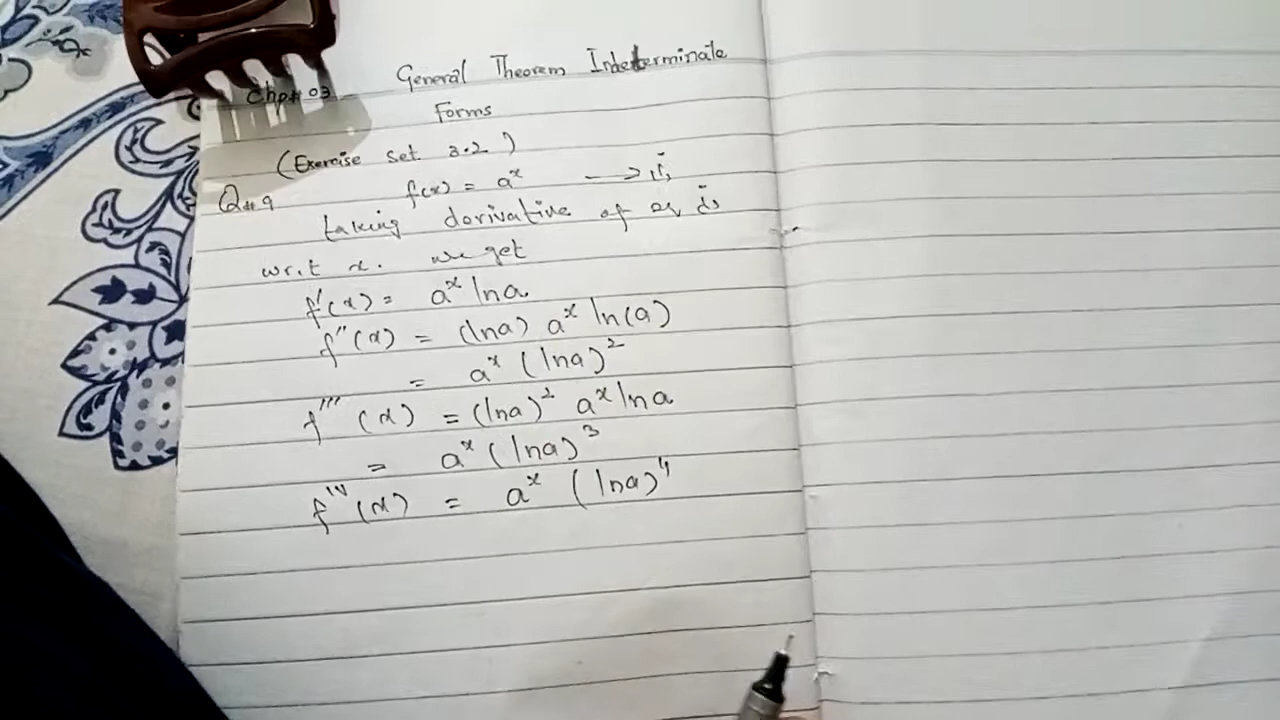 Chp# 03 General Theorem Indeterminate
Forms
(Exercise set 3.2)
Q#9 f(x) = a^x --> i,
taking derivative of eq i,
w.r.t x. we get
f'(x) = a^x ln a
f''(x) = (ln a) a^x ln(a)
= a^x (ln a)^2
f'''(x) = (ln a)^2 a^x ln a
= a^x (ln a)^3
f^iv(x) = a^x (ln a)^4